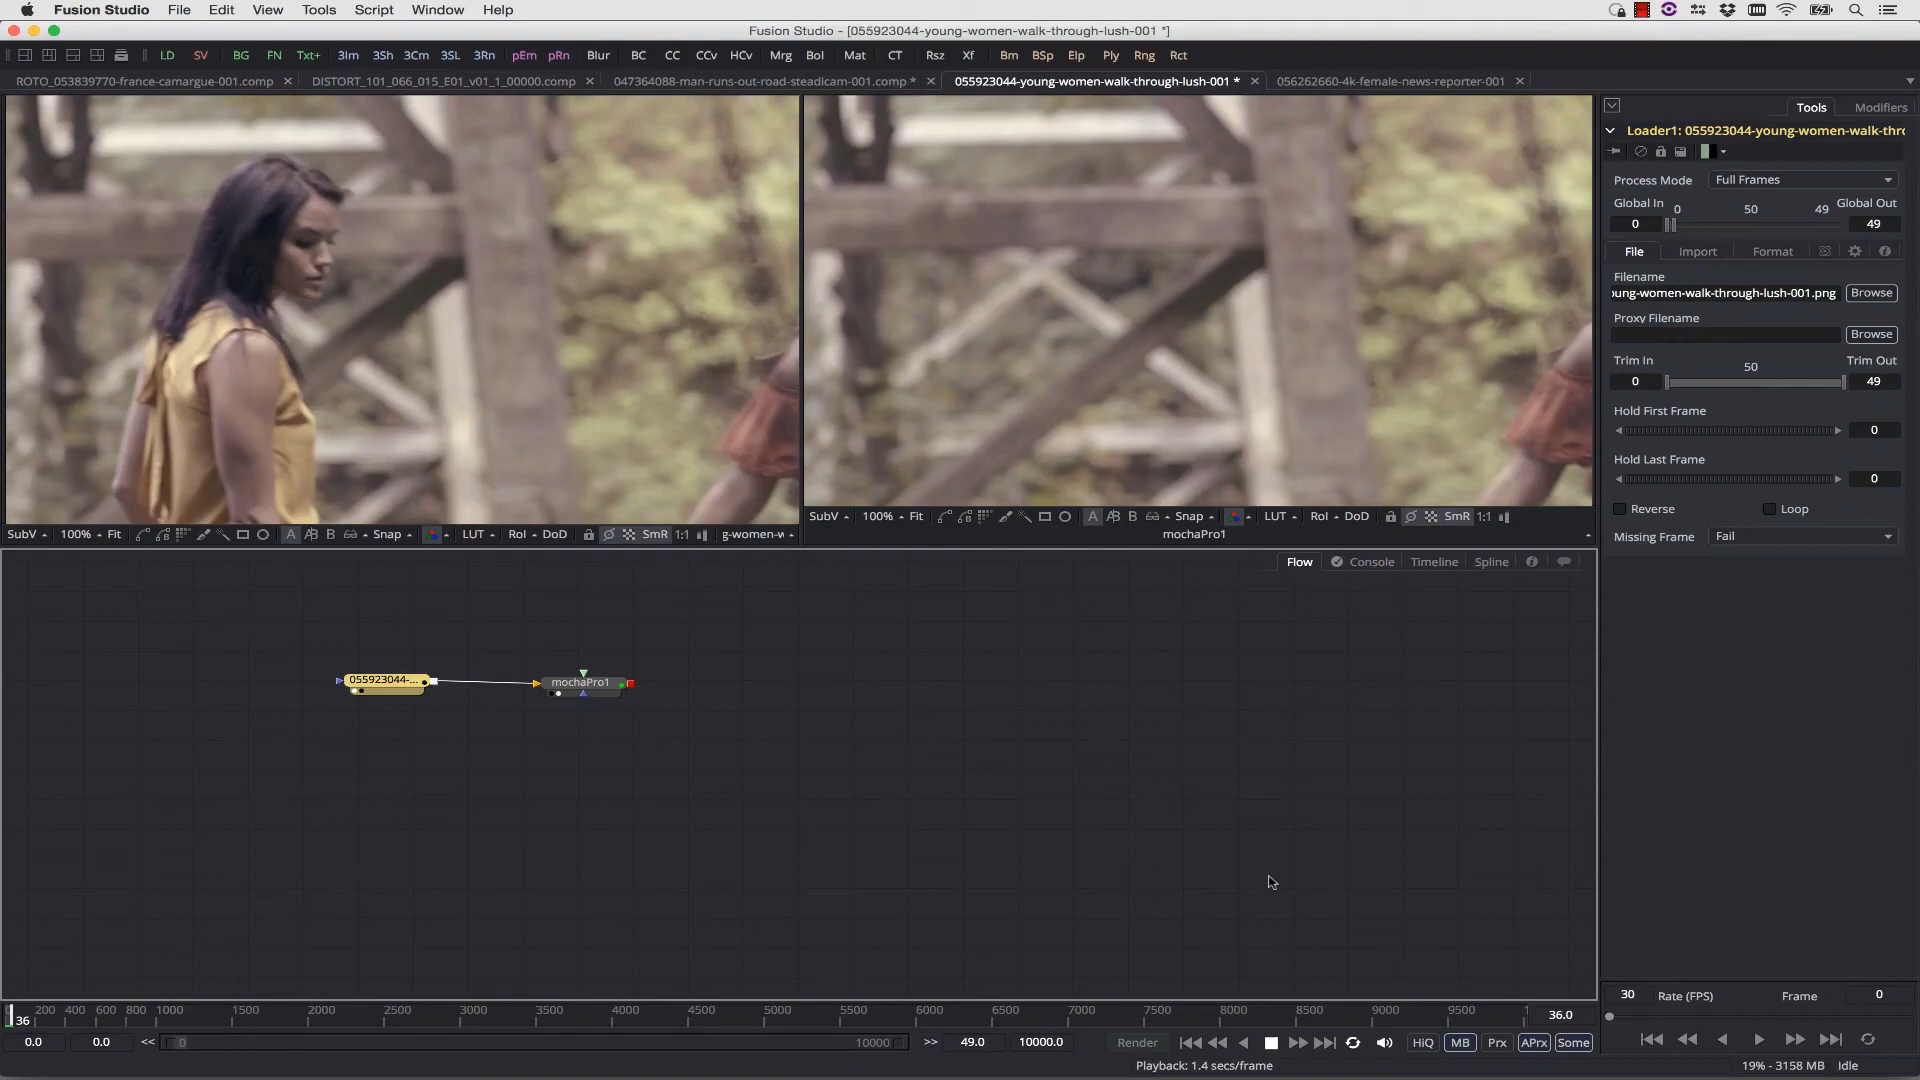 Fusion Studio File Edit View Tools Script Window Help
Fusion Studio - [055923044-young-women-walk-through-lush-001 *]
LD SV BG FN Txt+ 3Im 3Sh 3Cm 3SL 3Rn pEm pRn Blur BC CC CCv HCv Mrg Bol Mat CT Rsz Xf Bm BSp Elp Ply Rng Rct
ROTO_053839770-france-camargue-001.comp DISTORT_101_066_015_E01_v01_1_00000.comp 047364088-man-runs-out-road-steadicam-001.comp * 055923044-young-women-walk-through-lush-001 * 056262660-4k-female-news-reporter-001
Tools Modifiers
Loader1: 055923044-young-women-walk-thro
Process Mode Full Frames
Global In 0 50 49 Global Out
0 49
File Import Format
Filename
oung-women-walk-through-lush-001.png Browse
Proxy Filename
Browse
Trim In 50 Trim Out
0 49
Hold First Frame
0
Hold Last Frame
0
Reverse Loop
Missing Frame Fail
SubV 100% Fit A B Snap LUT RoI DoD SmR 1:1 g-women-w
SubV 100% Fit A B Snap LUT RoI DoD SmR 1:1
mochaPro1
Flow Console Timeline Spline
055923044-... mochaPro1
200 400 600 800 1000 1500 2000 2500 3000 3500 4000 4500 5000 5500 6000 6500 7000 7500 8000 8500 9000 9500
36 36.0
0.0 0.0 << 0 10000 >> 49.0 10000.0 Render HiQ MB Prx APrx Some
Playback: 1.4 secs/frame
30 Rate (FPS) Frame 0
19% - 3158 MB Idle